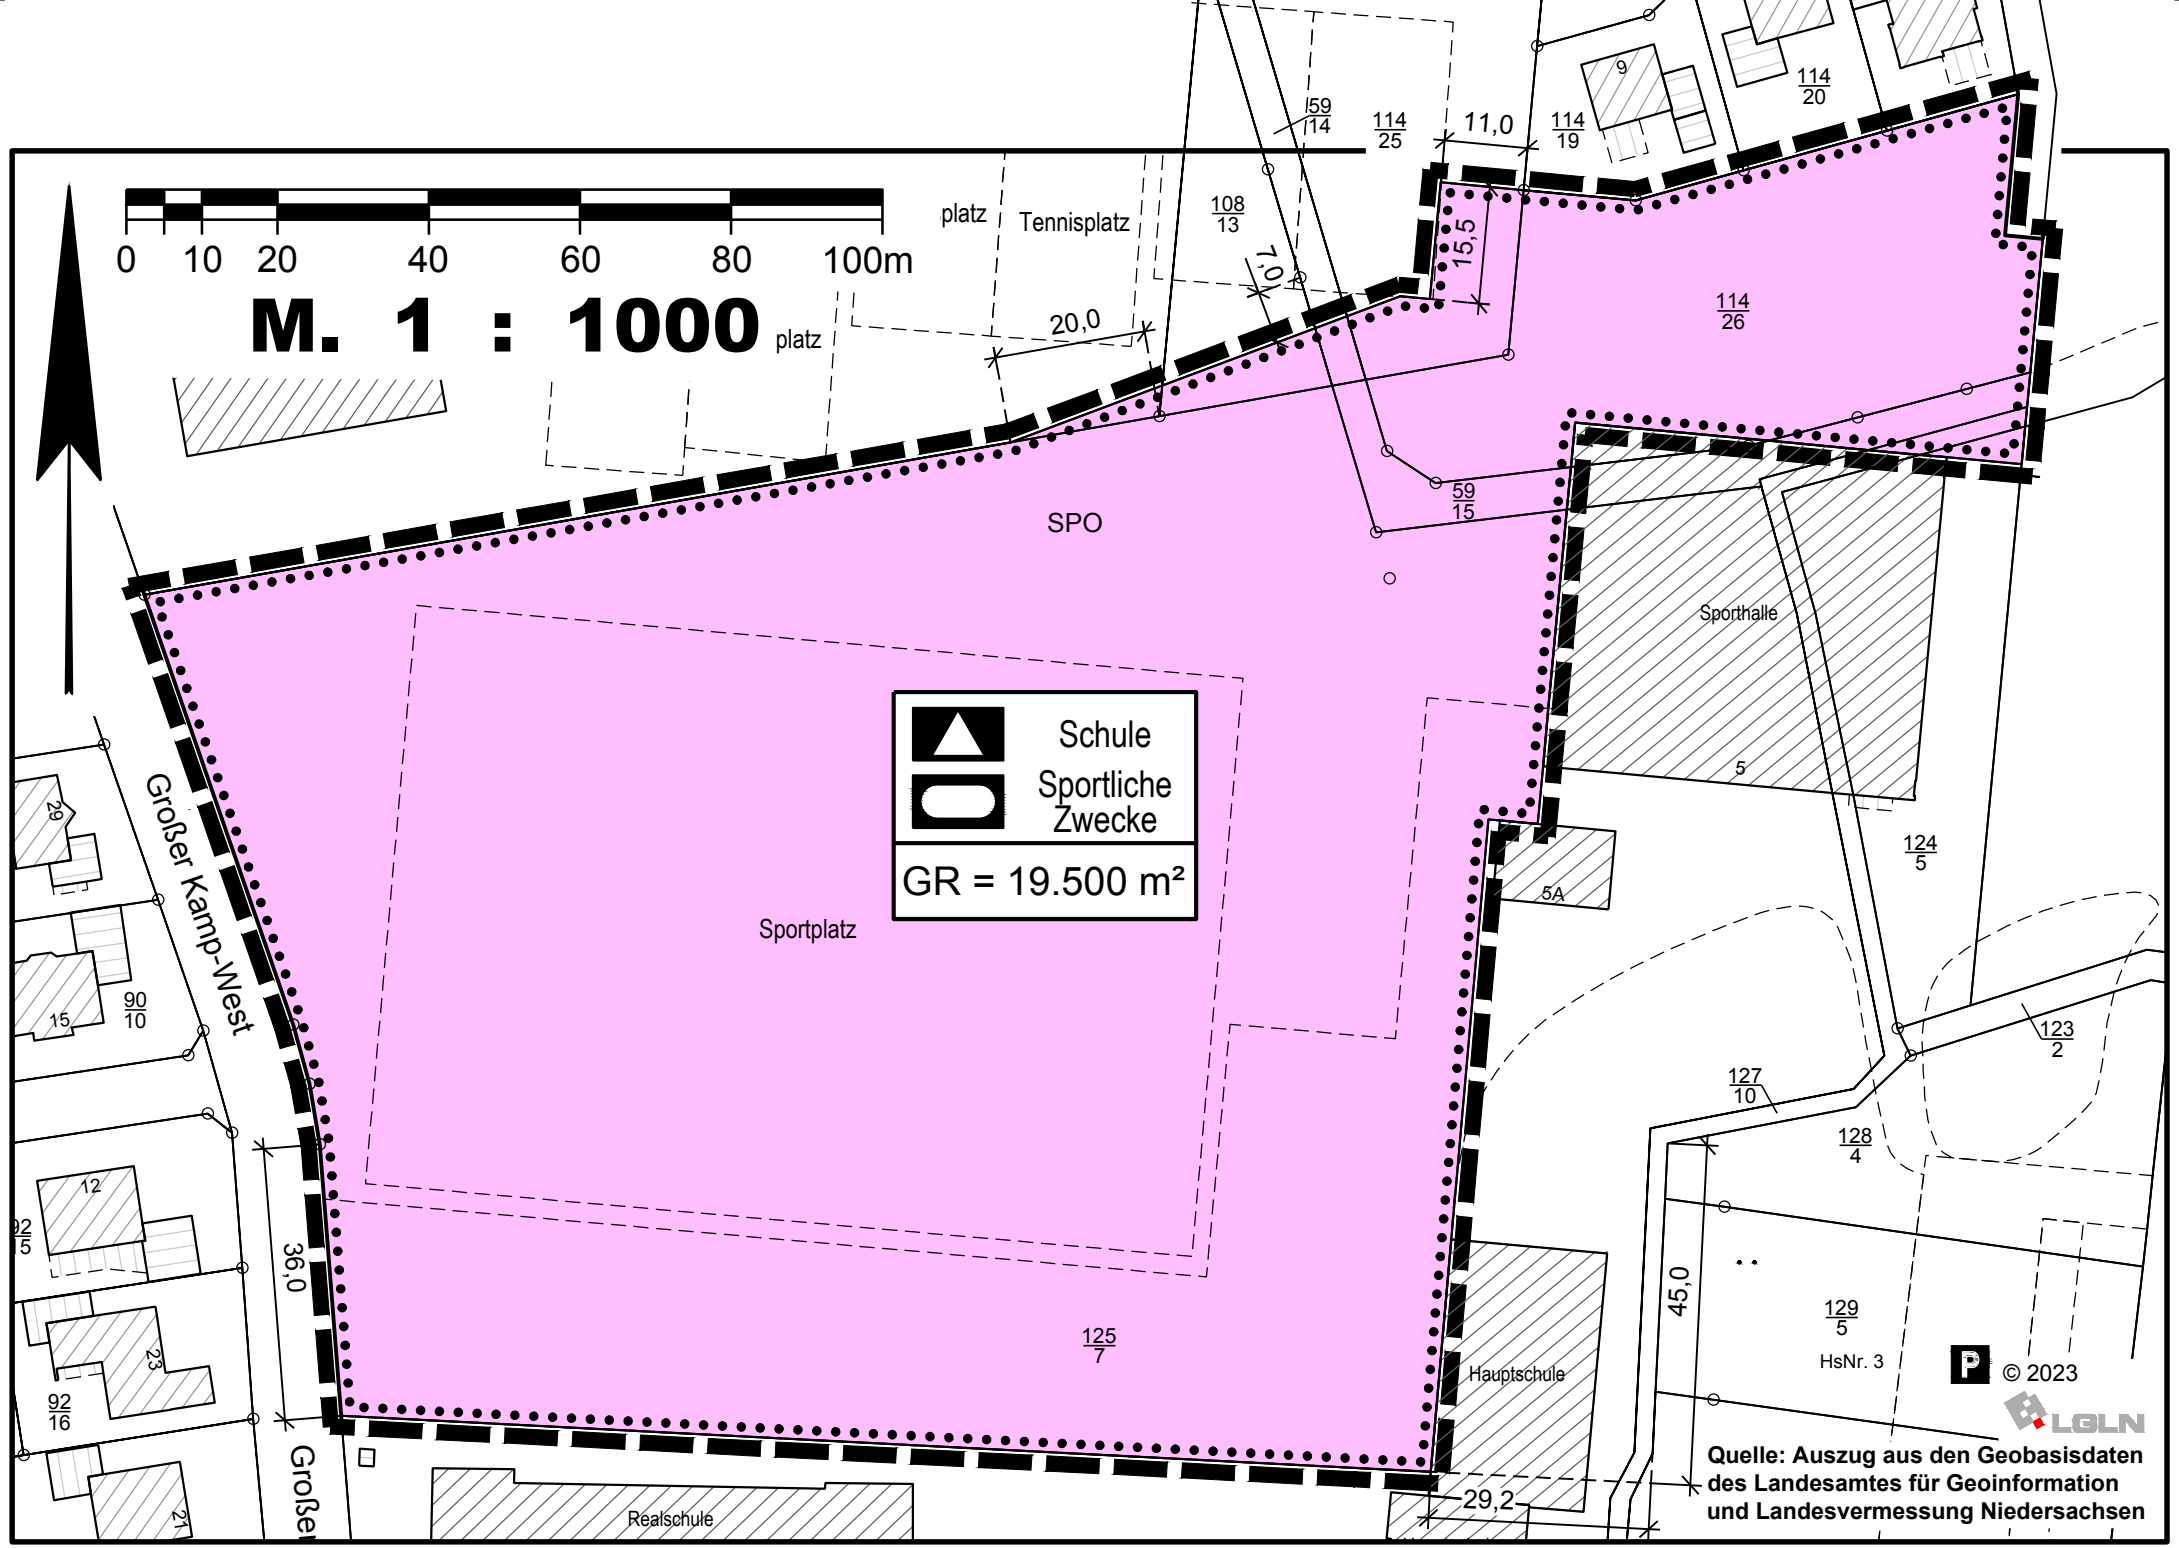 9
114
20
59
14
114
25
11,0
114
19
platz
Tennisplatz
108
13
7,0
15,5
0 10 20 40 60 80 100m
M. 1 : 1000
platz
20,0
114
26
59
15
SPO
Sporthalle
5
Schule
Sportliche
Zwecke
GR = 19.500 m²
Sportplatz
Großer Kamp-West
29
15
90
10
5A
124
5
123
2
127
10
128
4
12
92
15
36,0
23
92
16
45,0
129
5
HsNr. 3
125
7
Hauptschule
P © 2023
LGLN
Quelle: Auszug aus den Geobasisdaten
des Landesamtes für Geoinformation
und Landesvermessung Niedersachsen
29,2
Realschule
Großer
21